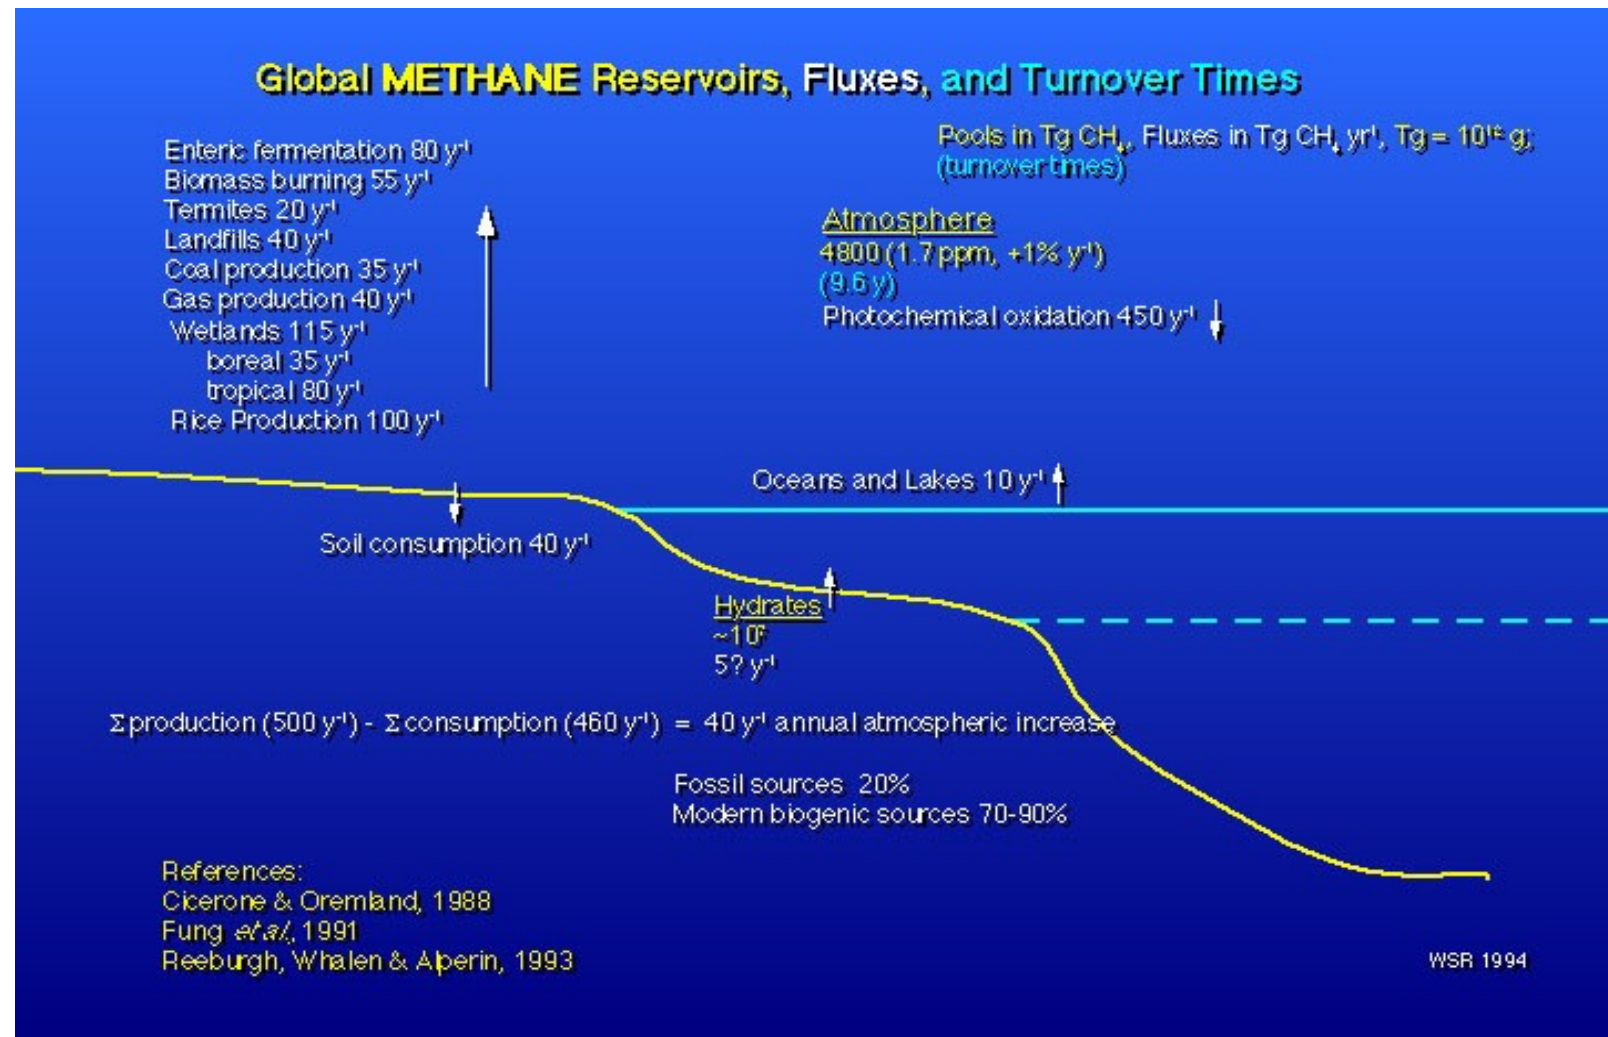 Global METHANE Reservoirs, Fluxes, and Turnover Times
Pools in Tg CH₄, Fluxes in Tg CH₄ yr⁻¹, Tg = 10¹² g;
(turnover times)
Enteric fermentation 80 y⁻¹
Biomass burning 55 y⁻¹
Termites 20 y⁻¹
Landfills 40 y⁻¹
Coal production 35 y⁻¹
Gas production 40 y⁻¹
Wetlands 115 y⁻¹
boreal 35 y⁻¹
tropical 80 y⁻¹
Rice Production 100 y⁻¹
Atmosphere
4800 (1.7 ppm, +1% y⁻¹)
(9.6 y)
Photochemical oxidation 450 y⁻¹
Oceans and Lakes 10 y⁻¹
Soil consumption 40 y⁻¹
Hydrates
~10⁷
5? y⁻¹
Σ production (500 y⁻¹) - Σ consumption (460 y⁻¹) = 40 y⁻¹ annual atmospheric increase
Fossil sources 20%
Modern biogenic sources 70-90%
References:
Cicerone & Oremland, 1988
Fung et al., 1991
Reeburgh, Whalen & Alperin, 1993
WSR 1994